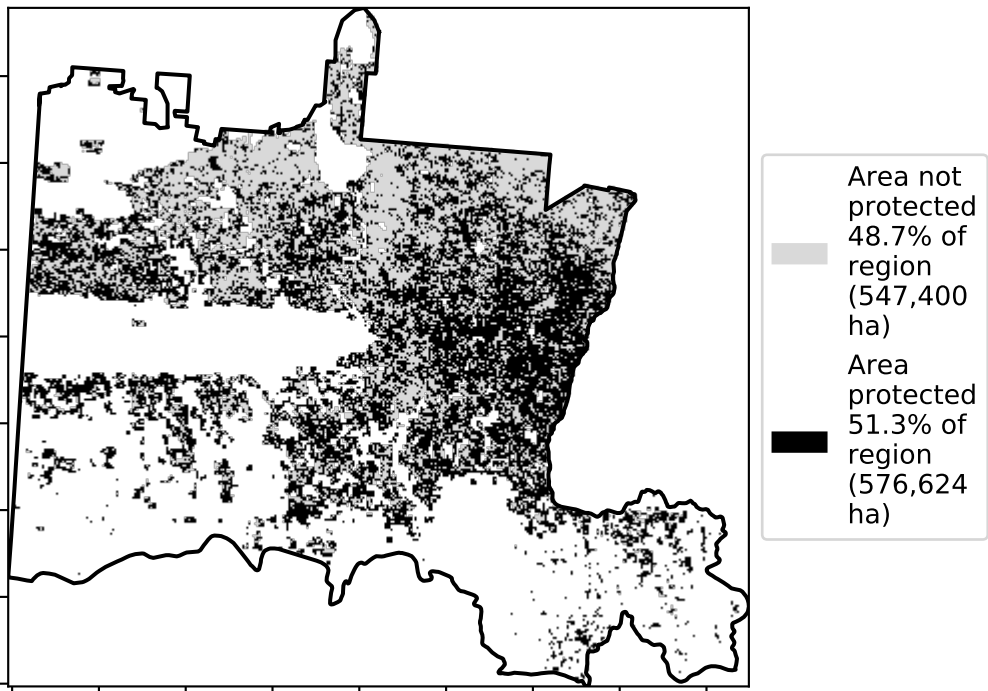 Area not
protected
48.7% of
region
(547,400
ha)
Area
protected
51.3% of
region
(576,624
ha)